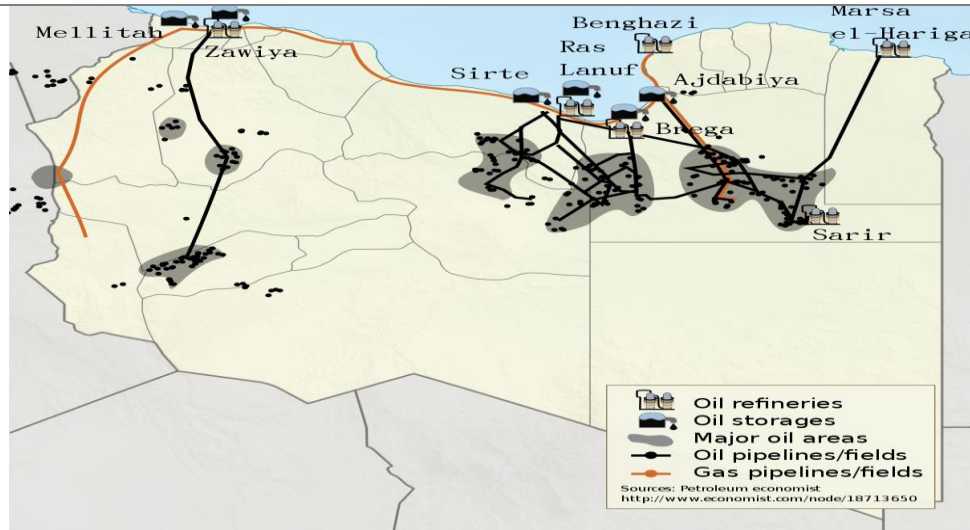 Mellitah
Zawiya
Sirte
Ras
Lanuf
Benghazi
Ajdabiya
Brega
Marsa
el-Hariga
Sarir
Oil refineries
Oil storages
Major oil areas
Oil pipelines/fields
Gas pipelines/fields
Sources: Petroleum economist
http://www.economist.com/node/18713650